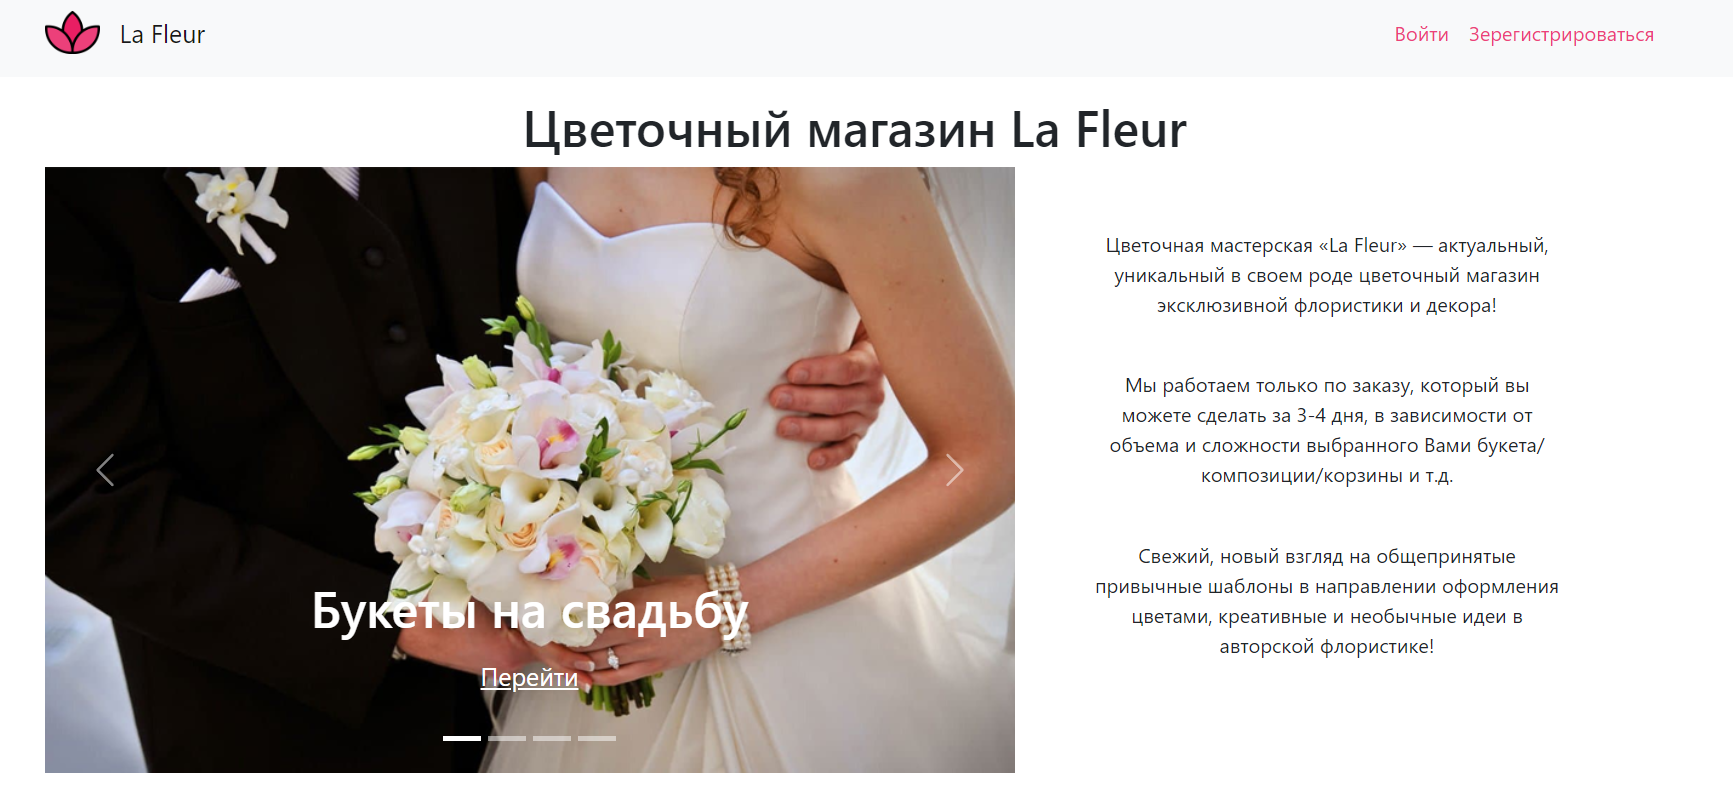 La Fleur
Войти Зерегистрироваться
Цветочный магазин La Fleur
Букеты на свадьбу
Перейти
Цветочная мастерская «La Fleur» — актуальный,
уникальный в своем роде цветочный магазин
эксклюзивной флористики и декора!
Мы работаем только по заказу, который вы
можете сделать за 3-4 дня, в зависимости от
объема и сложности выбранного Вами букета/
композиции/корзины и т.д.
Свежий, новый взгляд на общепринятые
привычные шаблоны в направлении оформления
цветами, креативные и необычные идеи в
авторской флористике!